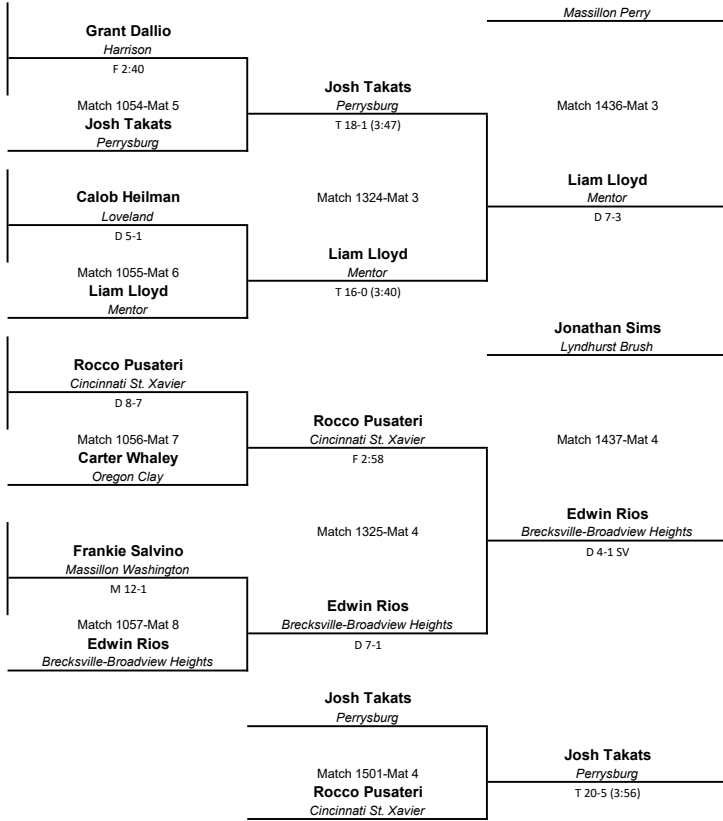 Grant Dallio
Harrison
F 2:40
Match 1054-Mat 5
Josh Takats
Perrysburg
Calob Heilman
Loveland
D 5-1
Match 1055-Mat 6
Liam Lloyd
Mentor
Rocco Pusateri
Cincinnati St. Xavier
D 8-7
Match 1056-Mat 7
Carter Whaley
Oregon Clay
Frankie Salvino
Massillon Washington
M 12-1
Match 1057-Mat 8
Edwin Rios
Brecksville-Broadview Heights
Josh Takats
Perrysburg
T 18-1 (3:47)
Match 1324-Mat 3
Liam Lloyd
Mentor
T 16-0 (3:40)
Rocco Pusateri
Cincinnati St. Xavier
F 2:58
Match 1325-Mat 4
Edwin Rios
Brecksville-Broadview Heights
D 7-1
Josh Takats
Perrysburg
Match 1501-Mat 4
Rocco Pusateri
Cincinnati St. Xavier
Massillon Perry
Match 1436-Mat 3
Liam Lloyd
Mentor
D 7-3
Jonathan Sims
Lyndhurst Brush
Match 1437-Mat 4
Edwin Rios
Brecksville-Broadview Heights
D 4-1 SV
Josh Takats
Perrysburg
T 20-5 (3:56)